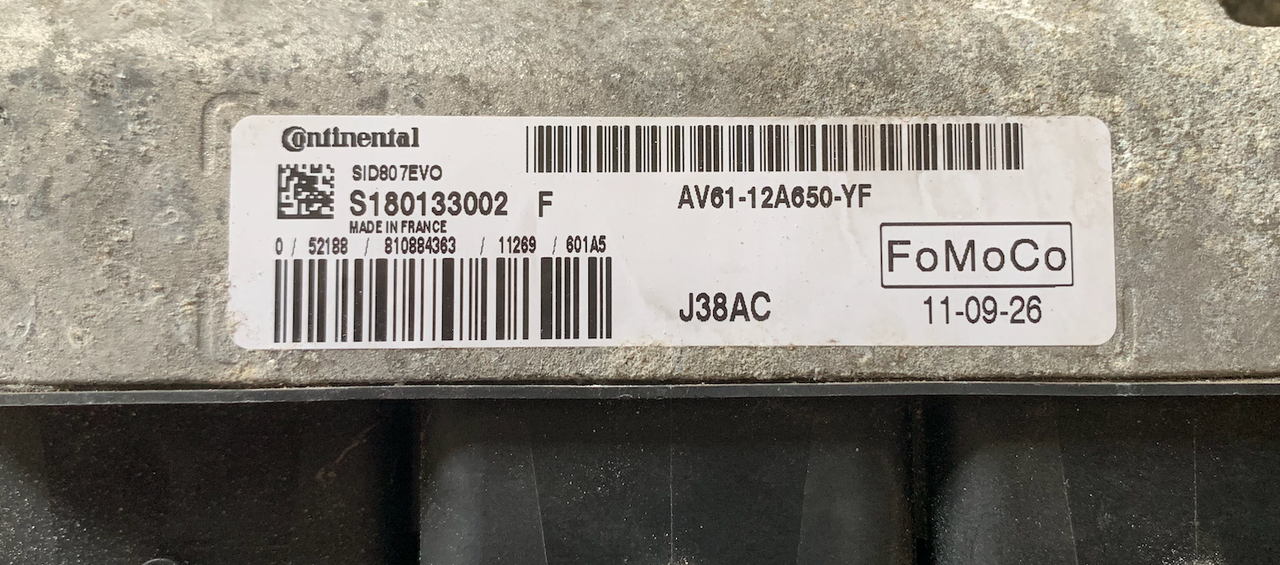 Continental
SID807EVO
S180133002 F
MADE IN FRANCE
0 / 52188 / 810884363 / 11269 / 601A5
AV61-12A650-YF
FoMoCo
J38AC
11-09-26